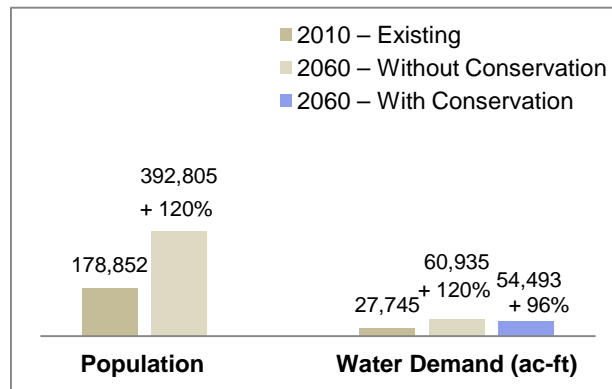 2010 – Existing
2060 – Without Conservation
2060 – With Conservation
392,805
+ 120%
178,852
60,935
+ 120%
54,493
+ 96%
27,745
Population
Water Demand (ac-ft)